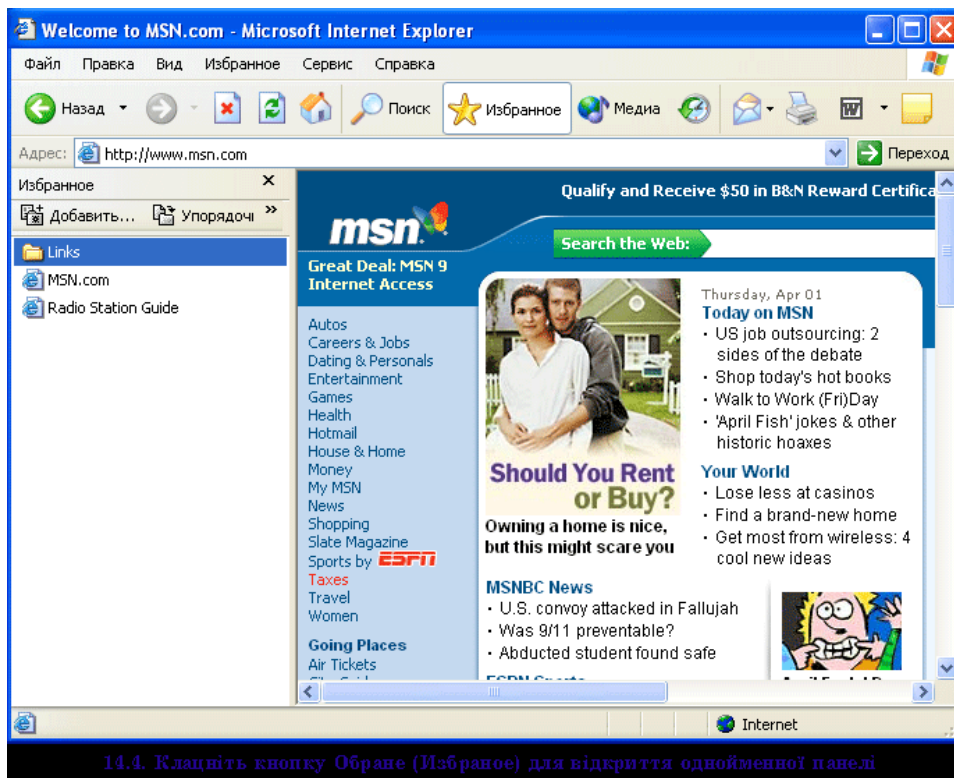 Welcome to MSN.com - Microsoft Internet Explorer
Файл Правка Вид Избранное Сервис Справка
Назад Поиск Избранное Медиа
Адрес: http://www.msn.com Переход
Избранное
Добавить... Упорядочи
Links
MSN.com
Radio Station Guide
Qualify and Receive $50 in B&N Reward Certifica
msn
Search the Web:
Great Deal: MSN 9
Internet Access
Autos
Careers & Jobs
Dating & Personals
Entertainment
Games
Health
Hotmail
House & Home
Money
My MSN
News
Shopping
Slate Magazine
Sports by ESPN
Taxes
Travel
Women
Going Places
Air Tickets
Should You Rent
or Buy?
Owning a home is nice,
but this might scare you
MSNBC News
· U.S. convoy attacked in Fallujah
· Was 9/11 preventable?
· Abducted student found safe
ESPN Sports
Thursday, Apr 01
Today on MSN
· US job outsourcing: 2
sides of the debate
· Shop today's hot books
· Walk to Work (Fri)Day
· 'April Fish' jokes & other
historic hoaxes
Your World
· Lose less at casinos
· Find a brand-new home
· Get most from wireless: 4
cool new ideas
Internet
14.4. Клацніть кнопку Обране (Избраное) для відкриття однойменної панелі